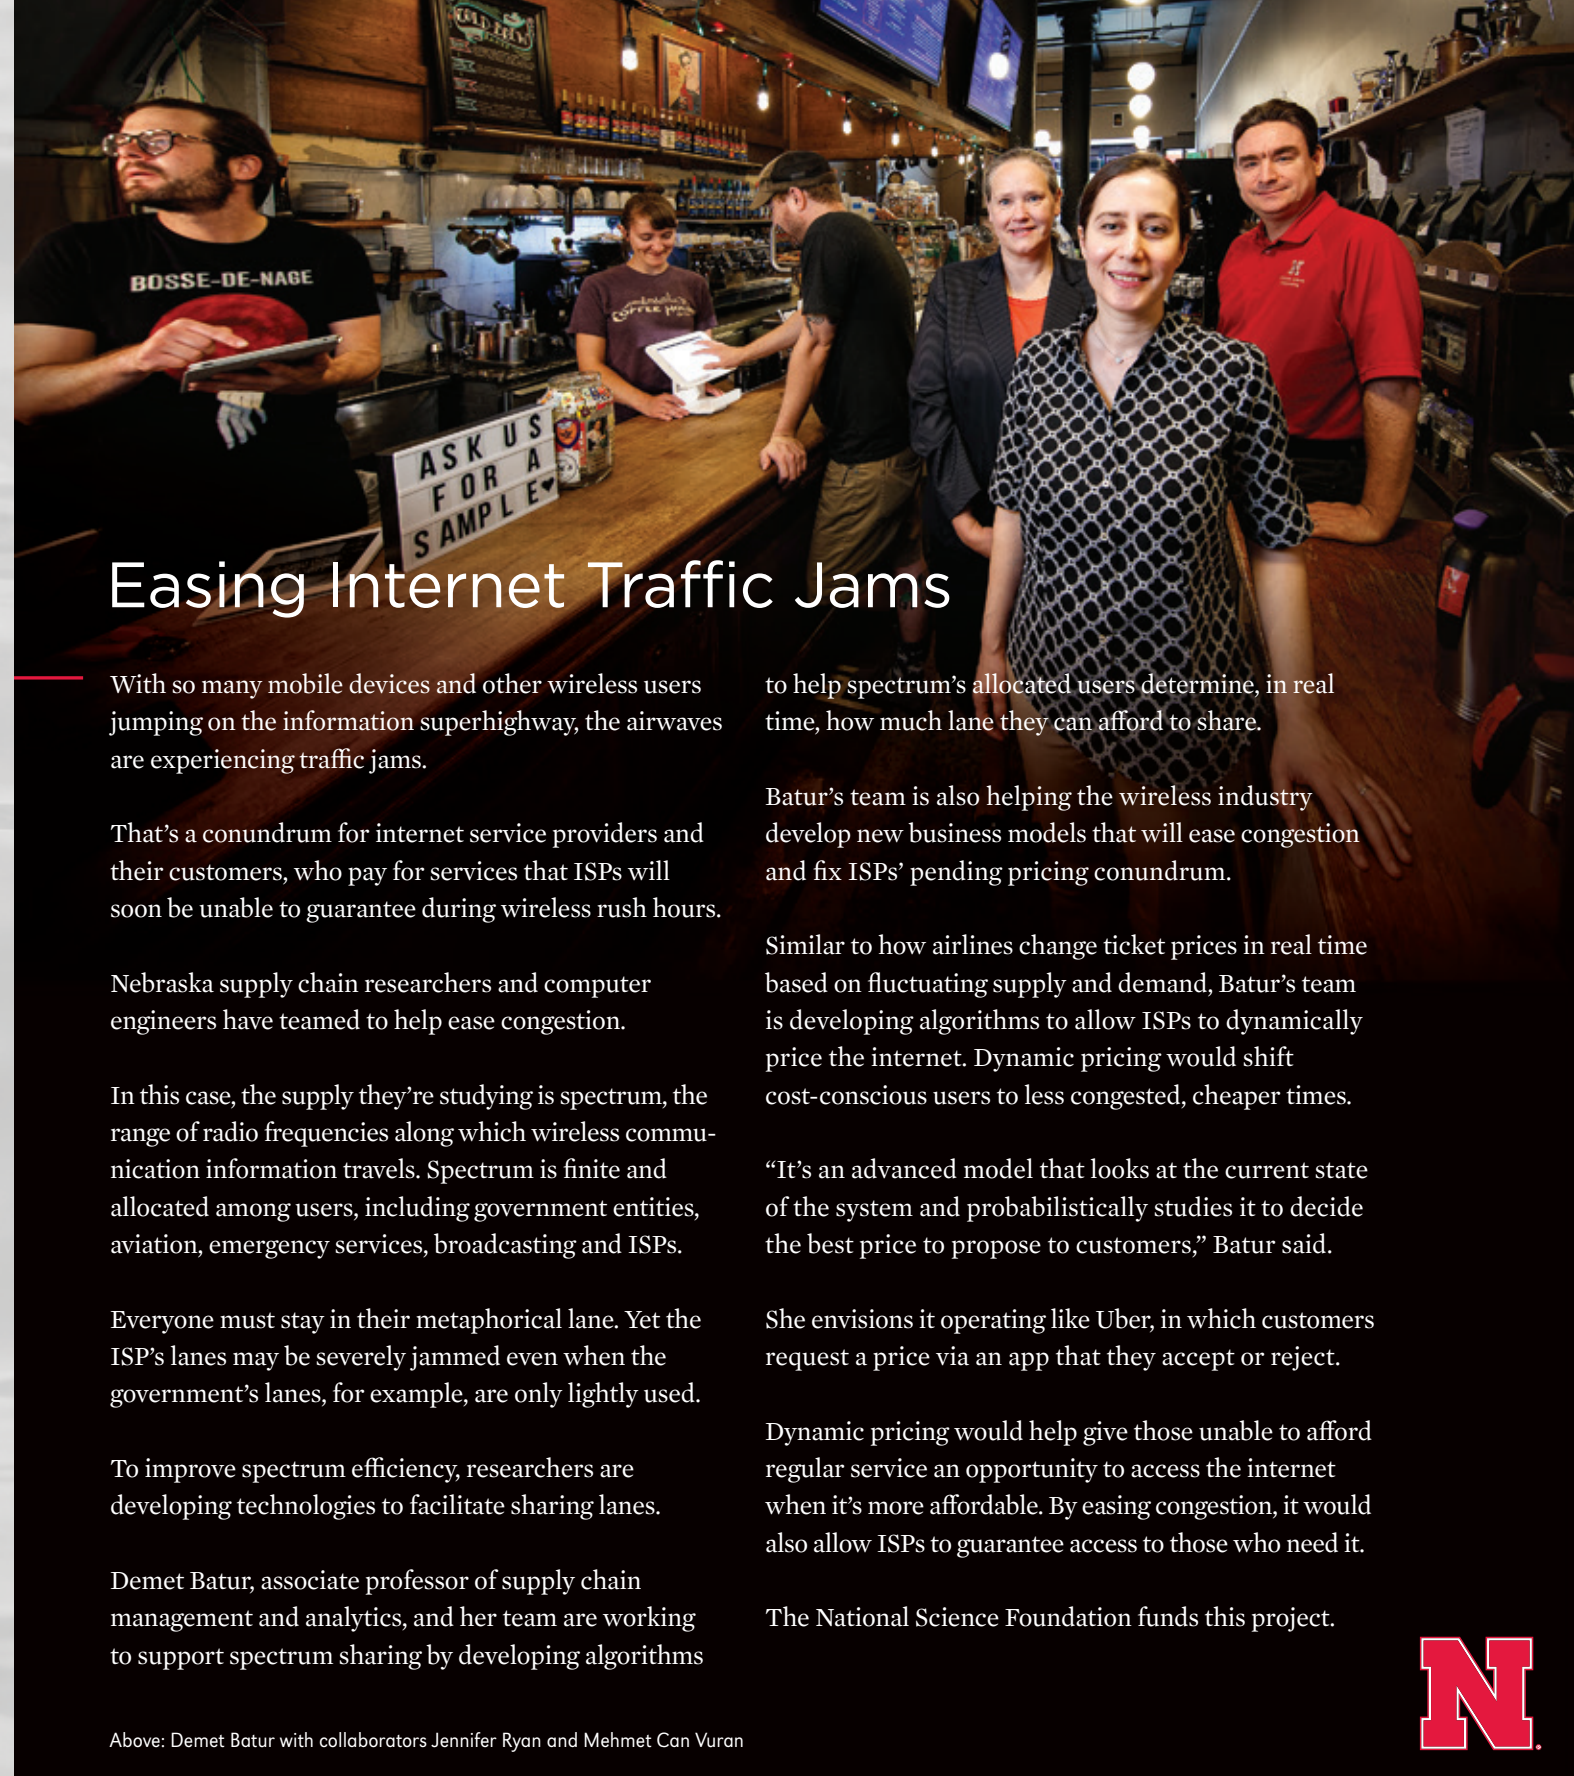 COLD BREW
BOSSE-DE-NAGE
COFFEE HOUSE
ASK US
FOR A
SAMPLE♥
N
Easing Internet Traffic Jams
With so many mobile devices and other wireless users
jumping on the information superhighway, the airwaves
are experiencing traffic jams.
That’s a conundrum for internet service providers and
their customers, who pay for services that ISPs will
soon be unable to guarantee during wireless rush hours.
Nebraska supply chain researchers and computer
engineers have teamed to help ease congestion.
In this case, the supply they’re studying is spectrum, the
range of radio frequencies along which wireless commu-
nication information travels. Spectrum is finite and
allocated among users, including government entities,
aviation, emergency services, broadcasting and ISPs.
Everyone must stay in their metaphorical lane. Yet the
ISP’s lanes may be severely jammed even when the
government’s lanes, for example, are only lightly used.
To improve spectrum efficiency, researchers are
developing technologies to facilitate sharing lanes.
Demet Batur, associate professor of supply chain
management and analytics, and her team are working
to support spectrum sharing by developing algorithms
to help spectrum’s allocated users determine, in real
time, how much lane they can afford to share.
Batur’s team is also helping the wireless industry
develop new business models that will ease congestion
and fix ISPs’ pending pricing conundrum.
Similar to how airlines change ticket prices in real time
based on fluctuating supply and demand, Batur’s team
is developing algorithms to allow ISPs to dynamically
price the internet. Dynamic pricing would shift
cost-conscious users to less congested, cheaper times.
“It’s an advanced model that looks at the current state
of the system and probabilistically studies it to decide
the best price to propose to customers,” Batur said.
She envisions it operating like Uber, in which customers
request a price via an app that they accept or reject.
Dynamic pricing would help give those unable to afford
regular service an opportunity to access the internet
when it’s more affordable. By easing congestion, it would
also allow ISPs to guarantee access to those who need it.
The National Science Foundation funds this project.
Above: Demet Batur with collaborators Jennifer Ryan and Mehmet Can Vuran
N®